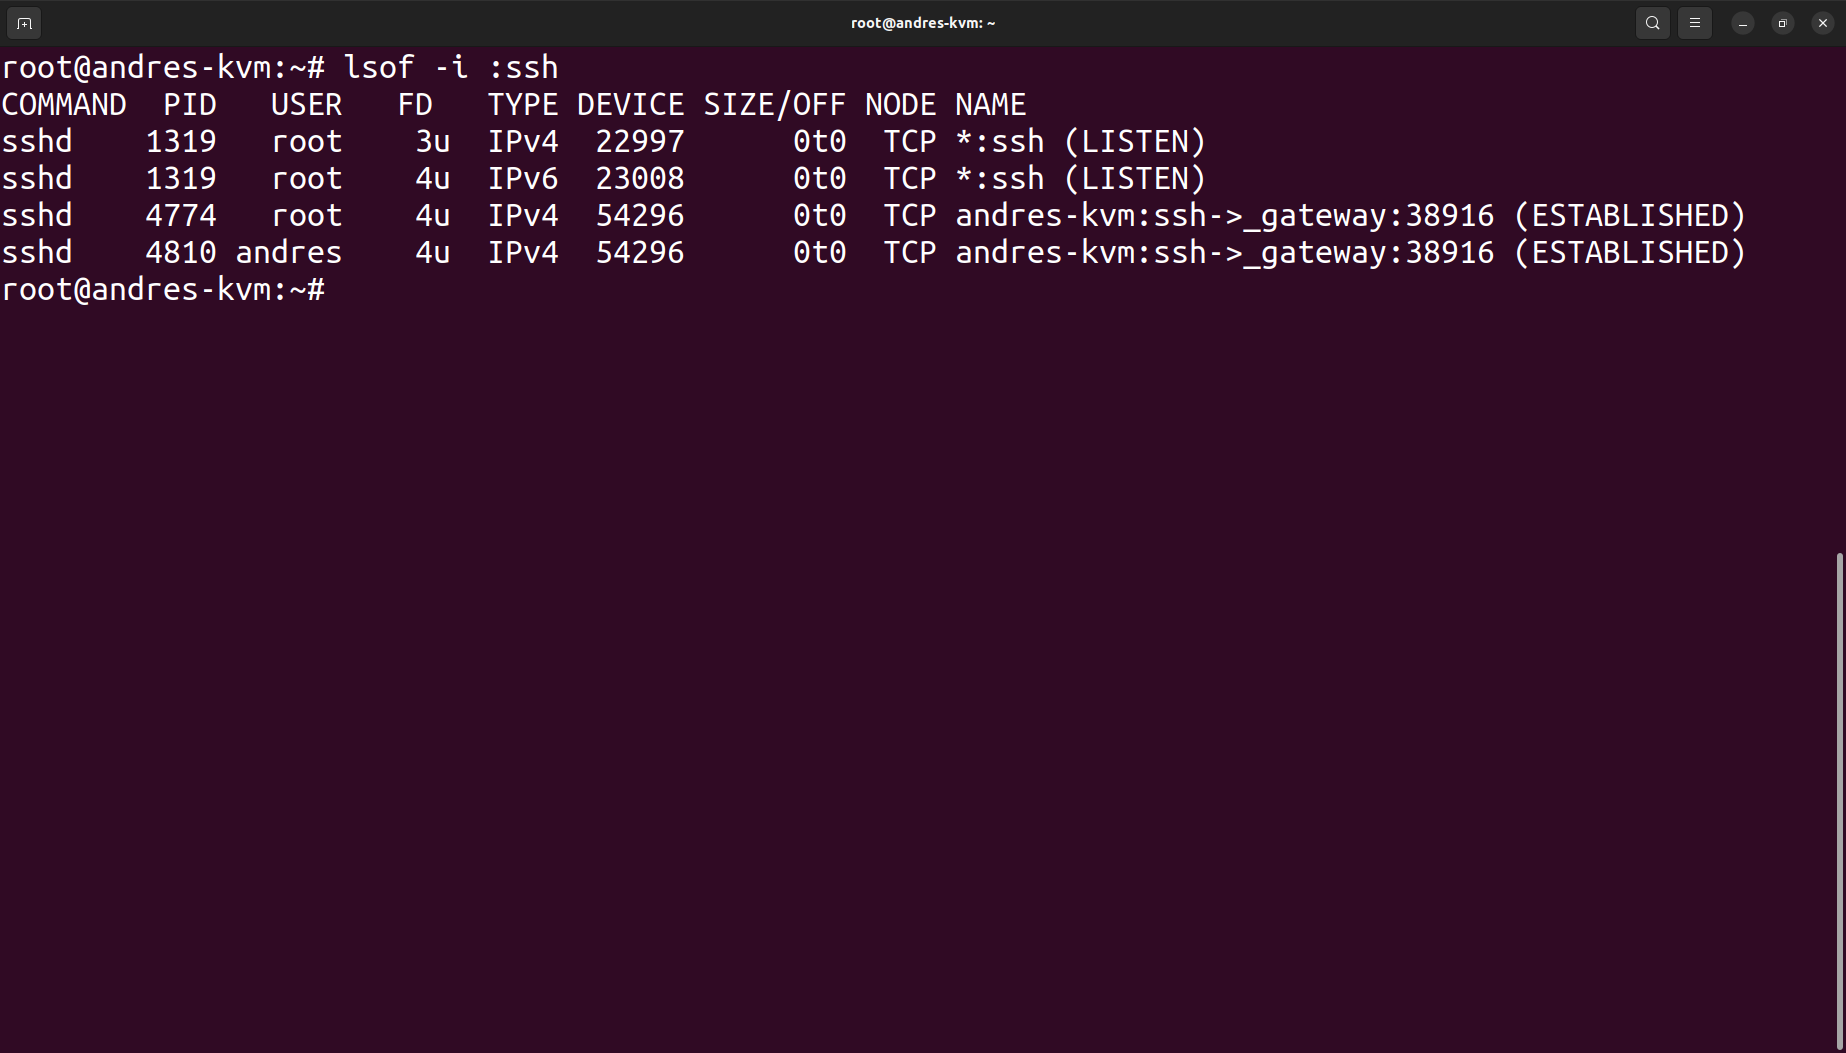 root@andres-kvm: ~
root@andres-kvm:~# lsof -i :ssh
COMMAND  PID   USER   FD   TYPE DEVICE SIZE/OFF NODE NAME
sshd    1319   root    3u  IPv4  22997      0t0  TCP *:ssh (LISTEN)
sshd    1319   root    4u  IPv6  23008      0t0  TCP *:ssh (LISTEN)
sshd    4774   root    4u  IPv4  54296      0t0  TCP andres-kvm:ssh->_gateway:38916 (ESTABLISHED)
sshd    4810 andres    4u  IPv4  54296      0t0  TCP andres-kvm:ssh->_gateway:38916 (ESTABLISHED)
root@andres-kvm:~#